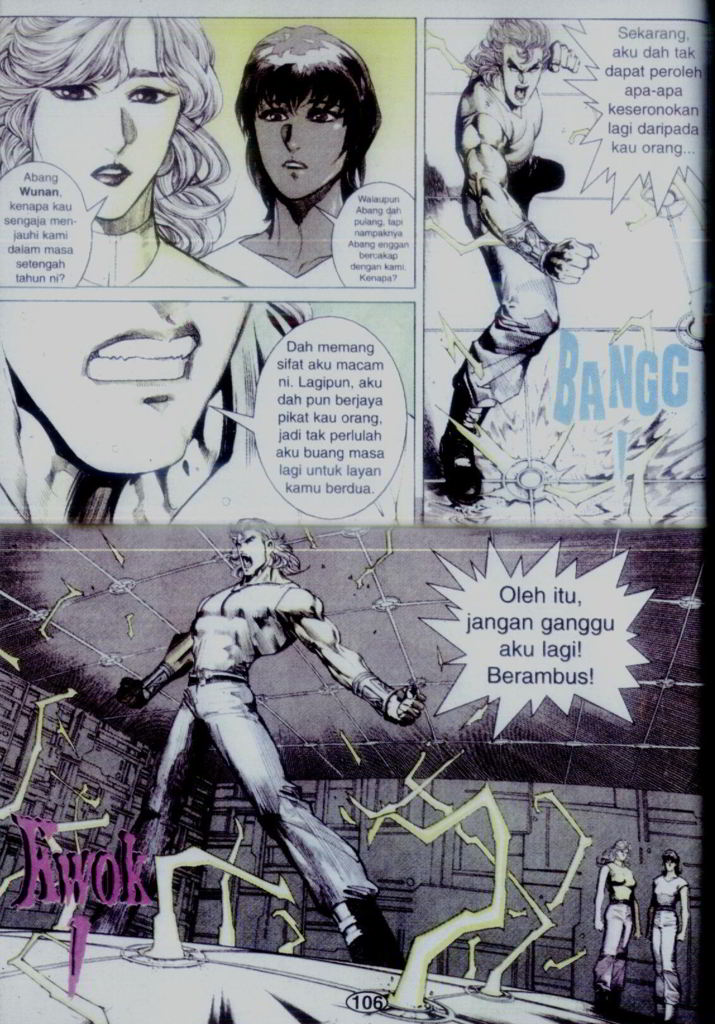 Abang
Wunan,
kenapa kau
sengaja men-
jauhi kami
dalam masa
setengah
tahun ni?
Walaupun
Abang dah
pulang, tapi
nampaknya
Abang enggan
bercakap
dengan kami.
Kenapa?
Sekarang,
aku dah tak
dapat peroleh
apa-apa
keseronokan
lagi daripada
kau orang...
BANGG
!
Dah memang
sifat aku macam
ni. Lagipun, aku
dah pun berjaya
pikat kau orang,
jadi tak perlulah
aku buang masa
lagi untuk layan
kamu berdua.
Oleh itu,
jangan ganggu
aku lagi!
Berambus!
Awok
!
106